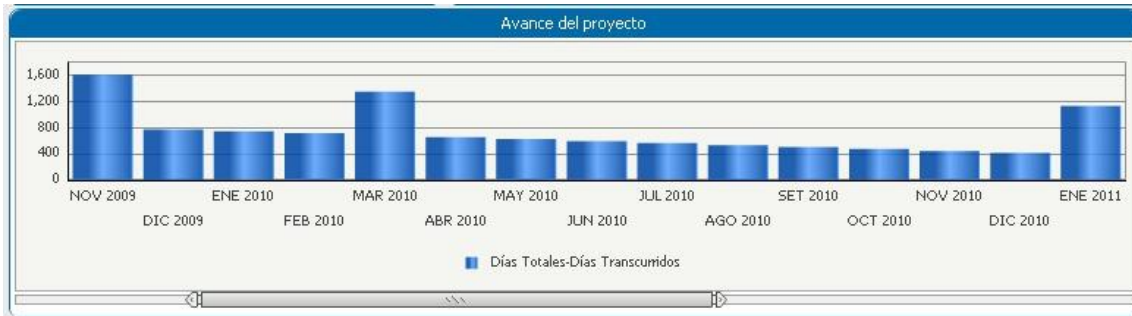 Avance del proyecto
1,600
1,200
800
400
0
NOV 2009 ENE 2010 MAR 2010 MAY 2010 JUL 2010 SET 2010 NOV 2010 ENE 2011
DIC 2009 FEB 2010 ABR 2010 JUN 2010 AGO 2010 OCT 2010 DIC 2010
Días Totales-Días Transcurridos